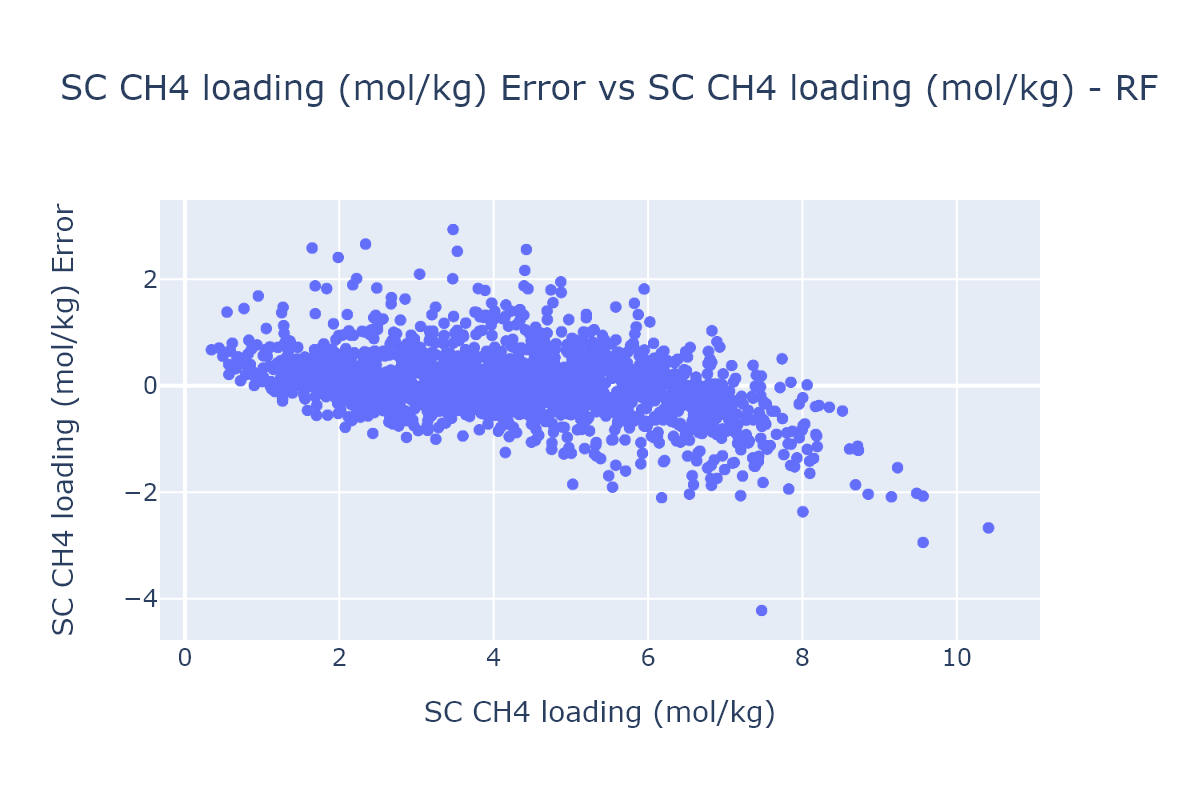 SC CH4 loading (mol/kg) Error vs SC CH4 loading (mol/kg) - RF
SC CH4 loading (mol/kg) Error
2
0
−2
−4
0 2 4 6 8 10
SC CH4 loading (mol/kg)